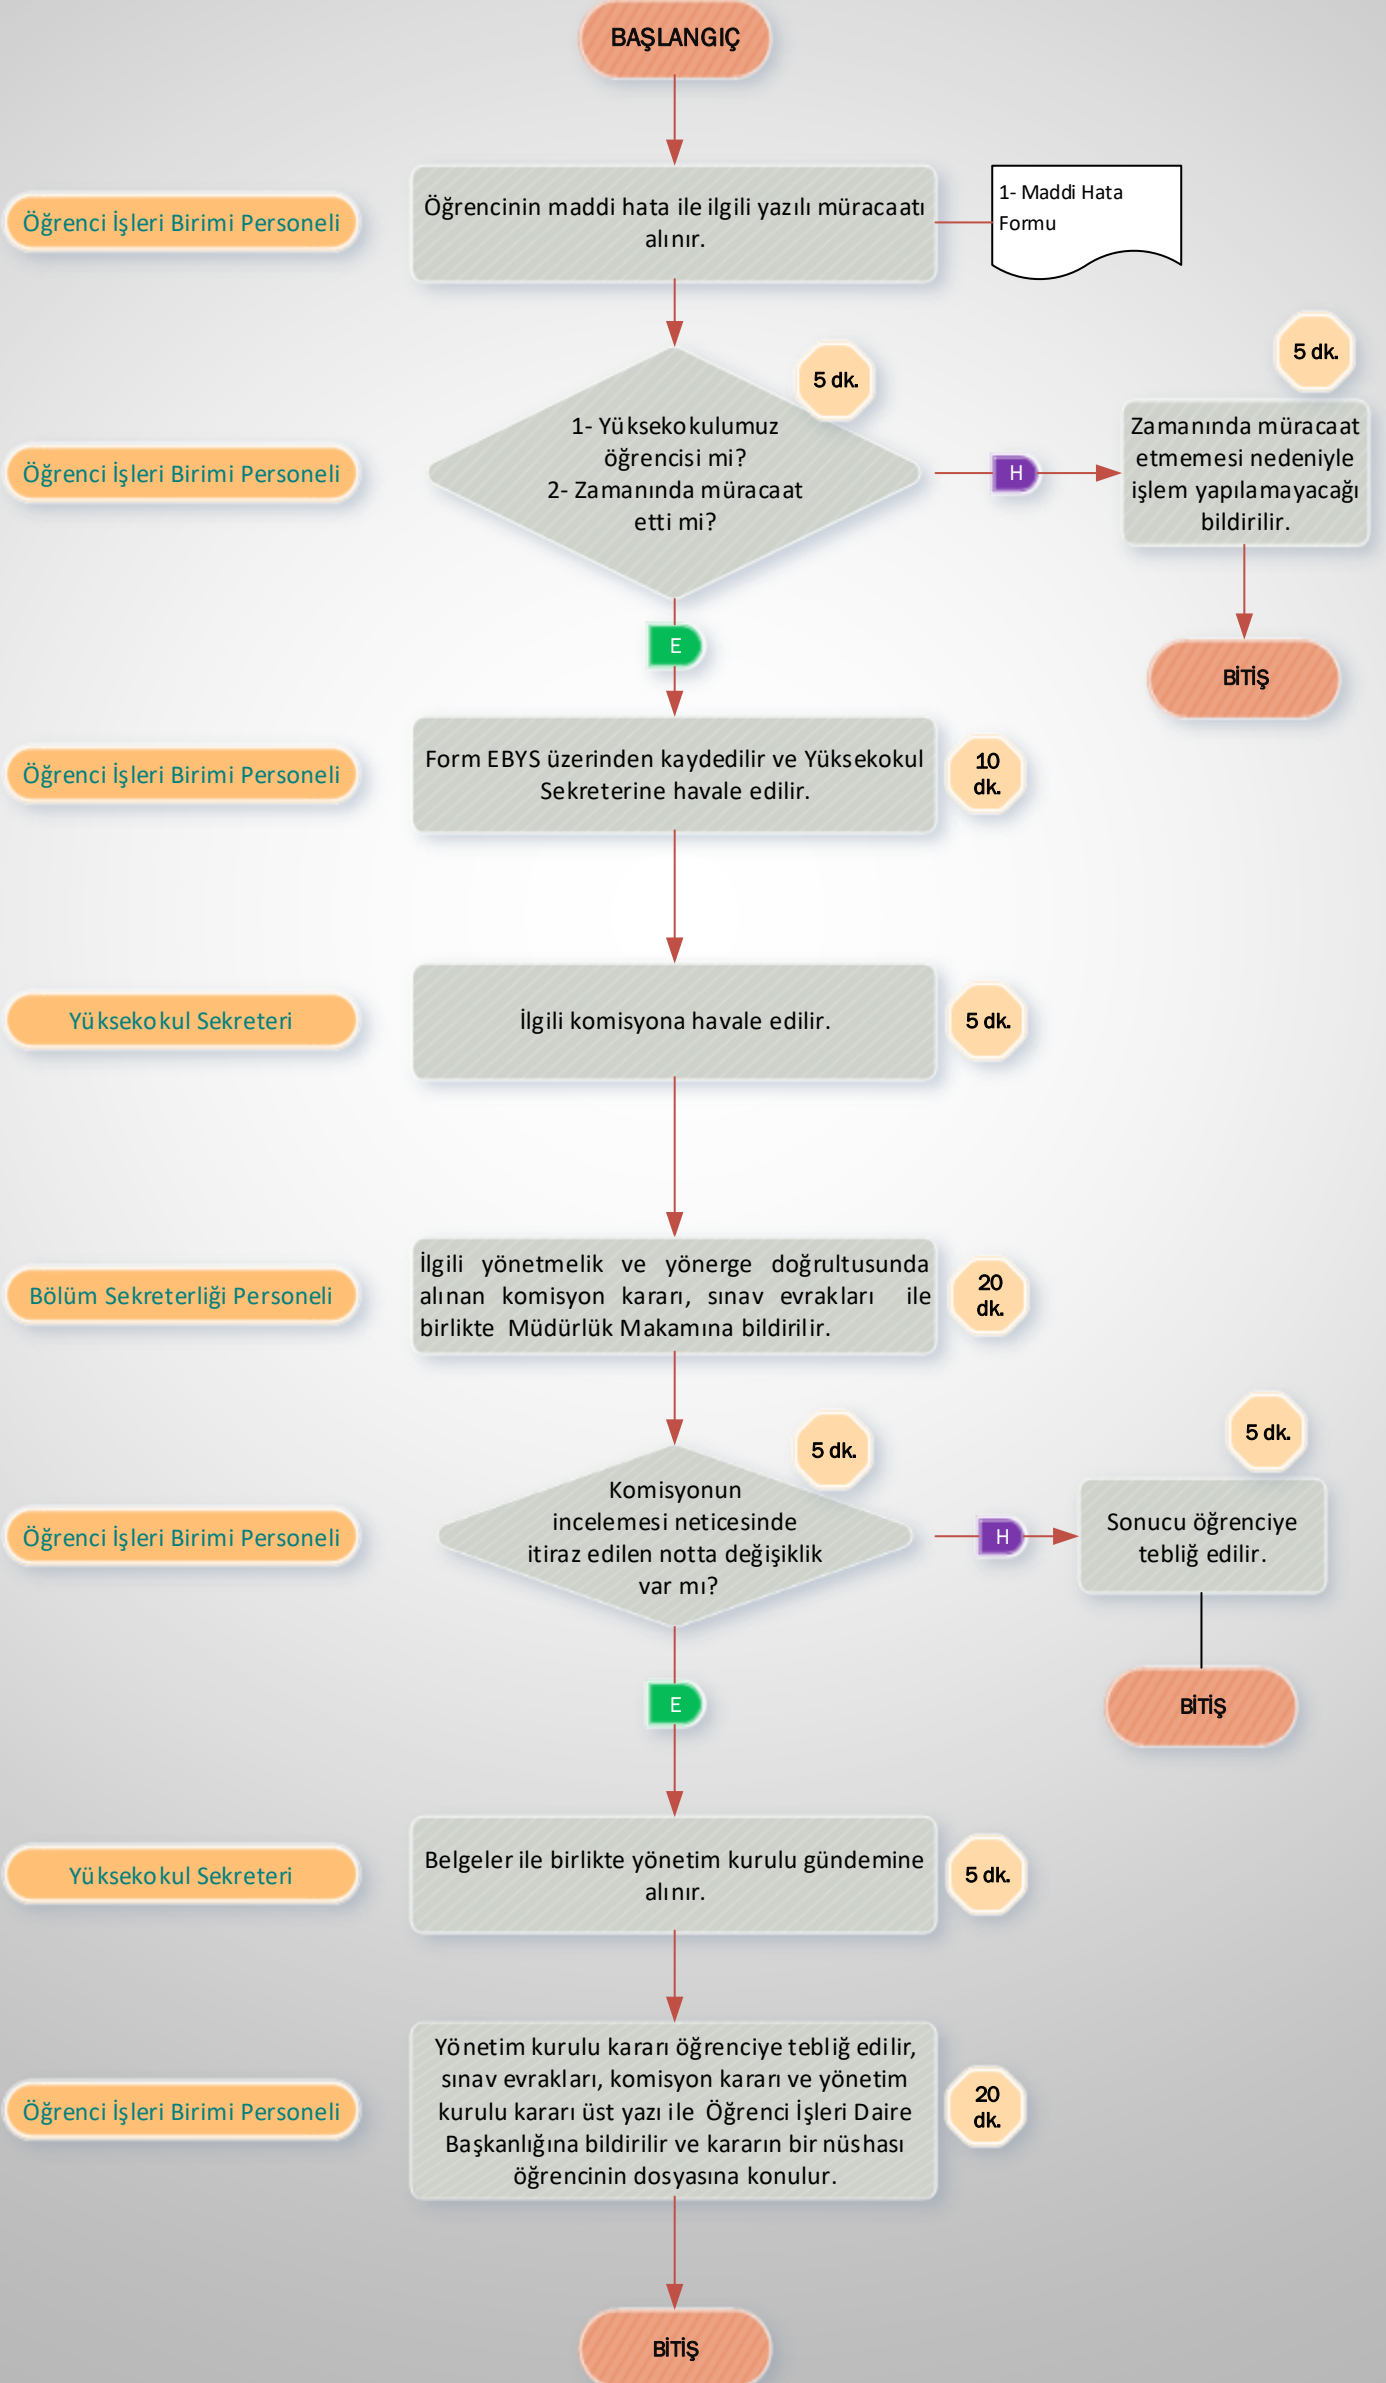 BAŞLANGIÇ
Öğrenci İşleri Birimi Personeli
Öğrencinin maddi hata ile ilgili yazılı müracaatı
alınır.
1- Maddi Hata
Formu
Öğrenci İşleri Birimi Personeli
5 dk.
1- Yüksekokulumuz
öğrencisi mi?
2- Zamanında müracaat
etti mi?
H
5 dk.
Zamanında müracaat
etmemesi nedeniyle
işlem yapılamayacağı
bildirilir.
BİTİŞ
E
Öğrenci İşleri Birimi Personeli
Form EBYS üzerinden kaydedilir ve Yüksekokul
Sekreterine havale edilir.
10
dk.
Yüksekokul Sekreteri
İlgili komisyona havale edilir.
5 dk.
Bölüm Sekreterliği Personeli
İlgili yönetmelik ve yönerge doğrultusunda
alınan komisyon kararı, sınav evrakları ile
birlikte Müdürlük Makamına bildirilir.
20
dk.
Öğrenci İşleri Birimi Personeli
5 dk.
Komisyonun
incelemesi neticesinde
itiraz edilen notta değişiklik
var mı?
H
5 dk.
Sonucu öğrenciye
tebliğ edilir.
BİTİŞ
E
Yüksekokul Sekreteri
Belgeler ile birlikte yönetim kurulu gündemine
alınır.
5 dk.
Öğrenci İşleri Birimi Personeli
Yönetim kurulu kararı öğrenciye tebliğ edilir,
sınav evrakları, komisyon kararı ve yönetim
kurulu kararı üst yazı ile Öğrenci İşleri Daire
Başkanlığına bildirilir ve kararın bir nüshası
öğrencinin dosyasına konulur.
20
dk.
BİTİŞ